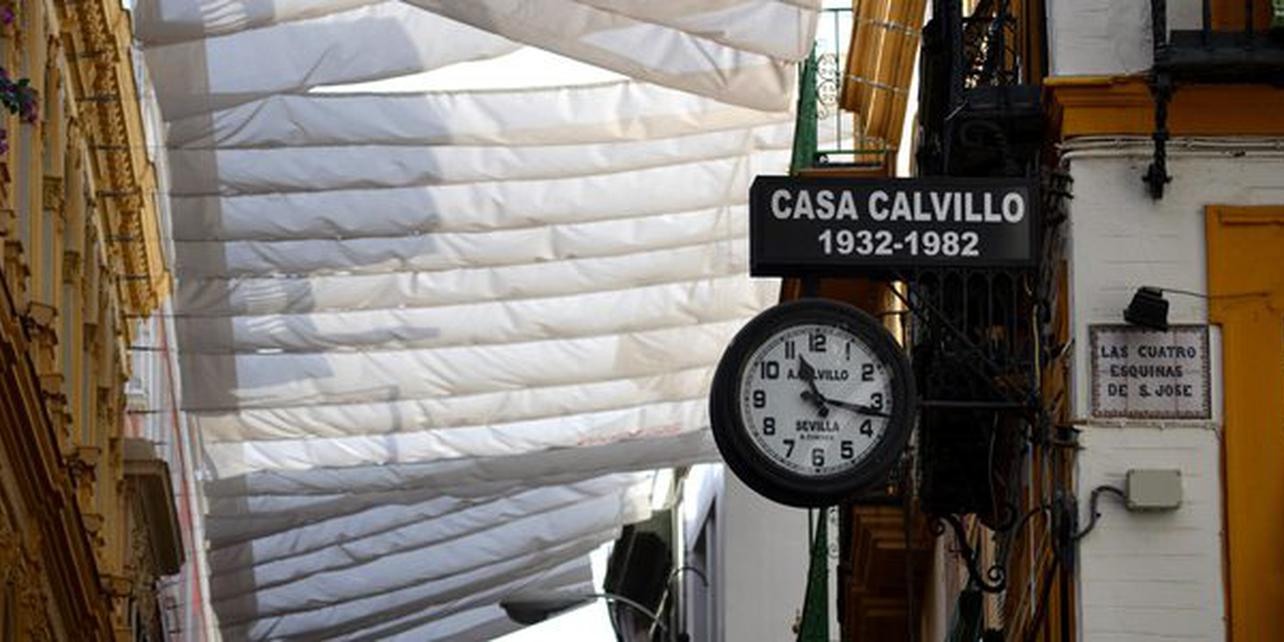 CASA CALVILLO
1932-1982
11 12 1
10 2
A.CALVILLO
9 3
SEVILLA
8 4
7 6 5
LAS CUATRO
ESQUINAS
DE S. JOSE